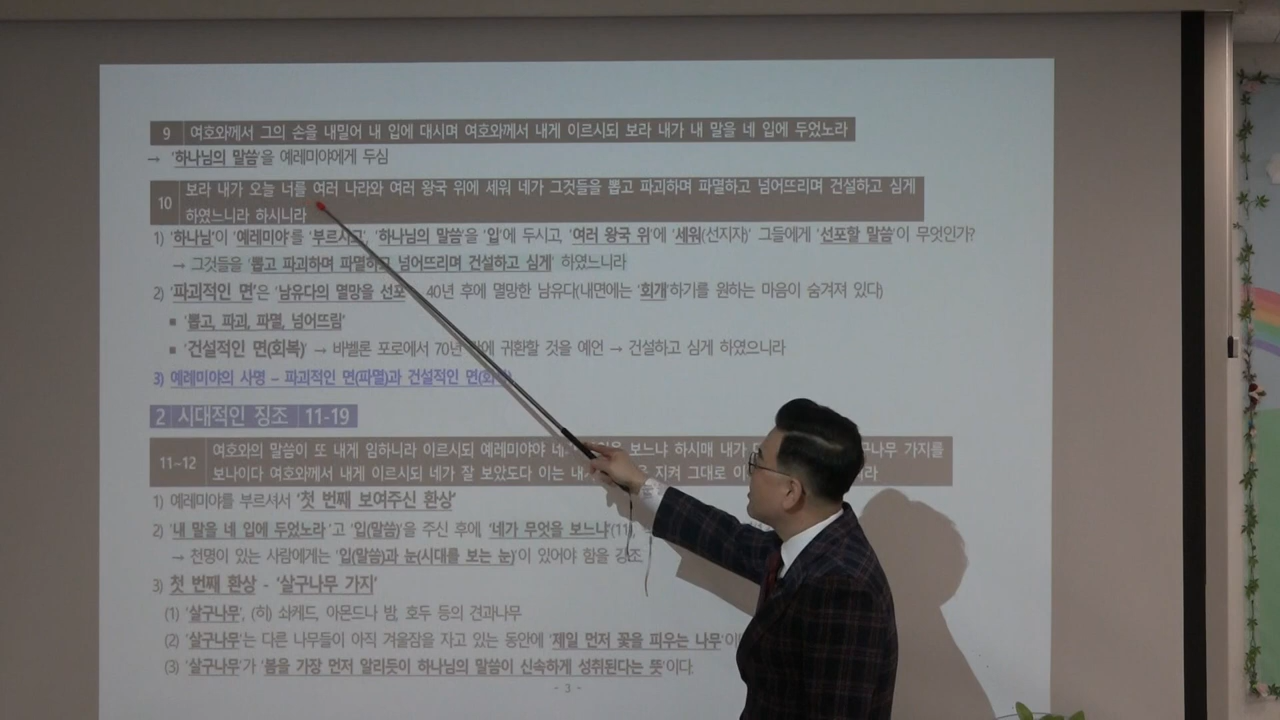 9 여호와께서 그의 손을 내밀어 내 입에 대시며 여호와께서 내게 이르시되 보라 내가 내 말을 네 입에 두었노라
→ '하나님의 말씀'을 예레미야에게 두심
10 보라 내가 오늘 너를 여러 나라와 여러 왕국 위에 세워 네가 그것들을 뽑고 파괴하며 파멸하고 넘어뜨리며 건설하고 심게
하였느니라 하시니라
1) '하나님'이 '예레미야'를 '부르시고', '하나님의 말씀'을 '입'에 두시고, '여러 왕국 위'에 '세워(선지자)' 그들에게 '선포할 말씀'이 무엇인가?
→ 그것들을 '뽑고 파괴하며 파멸하고 넘어뜨리며 건설하고 심게' 하였느니라
2) '파괴적인 면'은 '남유다의 멸망을 선포 40년 후에 멸망한 남유다(내면에는 '회개'하기를 원하는 마음이 숨겨져 있다)
▪ '뽑고, 파괴, 파멸, 넘어뜨림'
▪ '건설적인 면(회복)' → 바벨론 포로에서 70년 에 귀환할 것을 예언 → 건설하고 심게 하였으니라
3) 예레미야의 사명 – 파괴적인 면(파멸)과 건설적인 면(회복)
2 시대적인 징조 11-19
11~12 여호와의 말씀이 또 내게 임하니라 이르시되 예레미야야 보느냐 하시매 내가 가지를
보나이다 여호와께서 내게 이르시되 네가 잘 보았도다 이는 지켜 그대로
1) 예레미야를 부르셔서 '첫 번째 보여주신 환상'
2) '내 말을 네 입에 두었노라'고 '입(말씀)'을 주신 후에, '네가 무엇을 보느냐'(11),
→ 천명이 있는 사람에게는 '입(말씀)과 눈(시대를 보는 눈)'이 있어야 함을 강조
3) 첫 번째 환상 - '살구나무 가지'
(1) '살구나무', (히) 솨케드, 아몬드나 밤, 호두 등의 견과나무
(2) '살구나무'는 다른 나무들이 아직 겨울잠을 자고 있는 동안에 '제일 먼저 꽃을 피우는 나무'
(3) '살구나무'가 '봄을 가장 먼저 알리듯이 하나님의 말씀이 신속하게 성취된다는 뜻'이다.
- 3 -